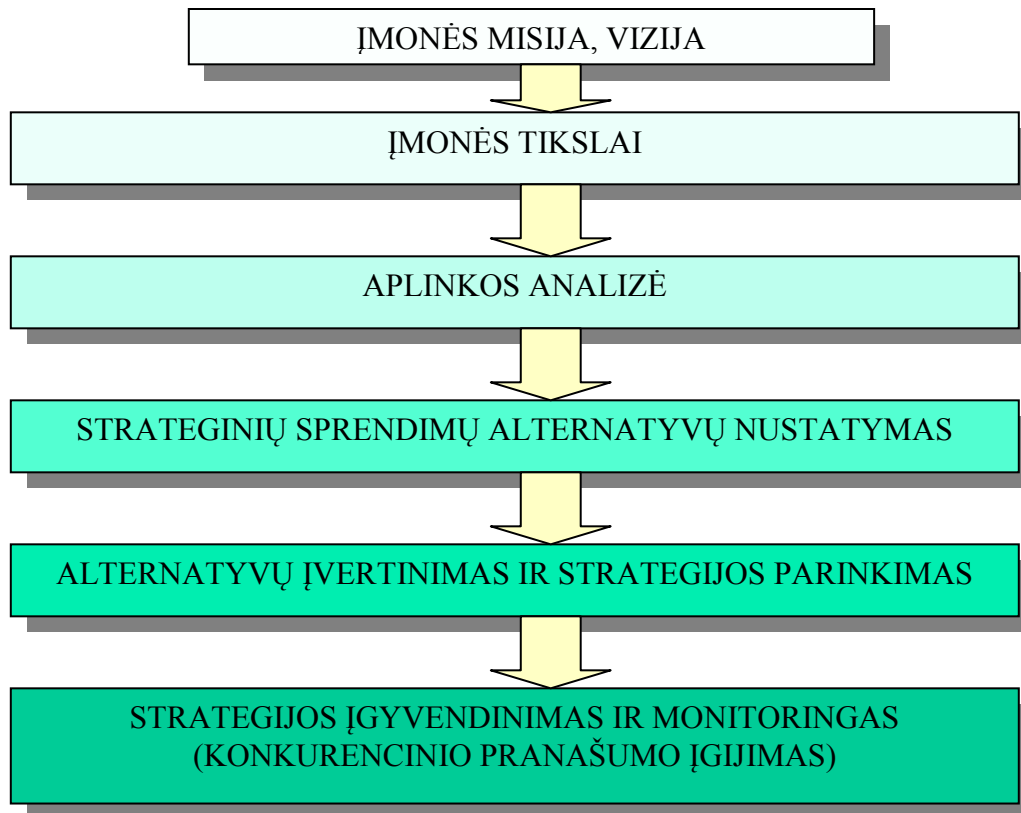 ĮMONĖS MISIJA, VIZIJA
ĮMONĖS TIKSLAI
APLINKOS ANALIZĖ
STRATEGINIŲ SPRENDIMŲ ALTERNATYVŲ NUSTATYMAS
ALTERNATYVŲ ĮVERTINIMAS IR STRATEGIJOS PARINKIMAS
STRATEGIJOS ĮGYVENDINIMAS IR MONITORINGAS
(KONKURENCINIO PRANAŠUMO ĮGIJIMAS)